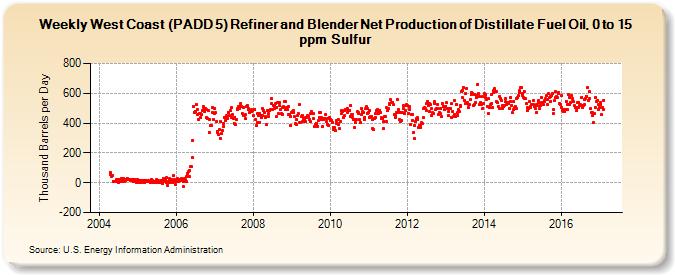 Weekly West Coast (PADD 5) Refiner and Blender Net Production of Distillate Fuel Oil, 0 to 15
ppm Sulfur
Thousand Barrels per Day
800
600
400
200
0
-200
2004 2006 2008 2010 2012 2014 2016
Source: U.S. Energy Information Administration